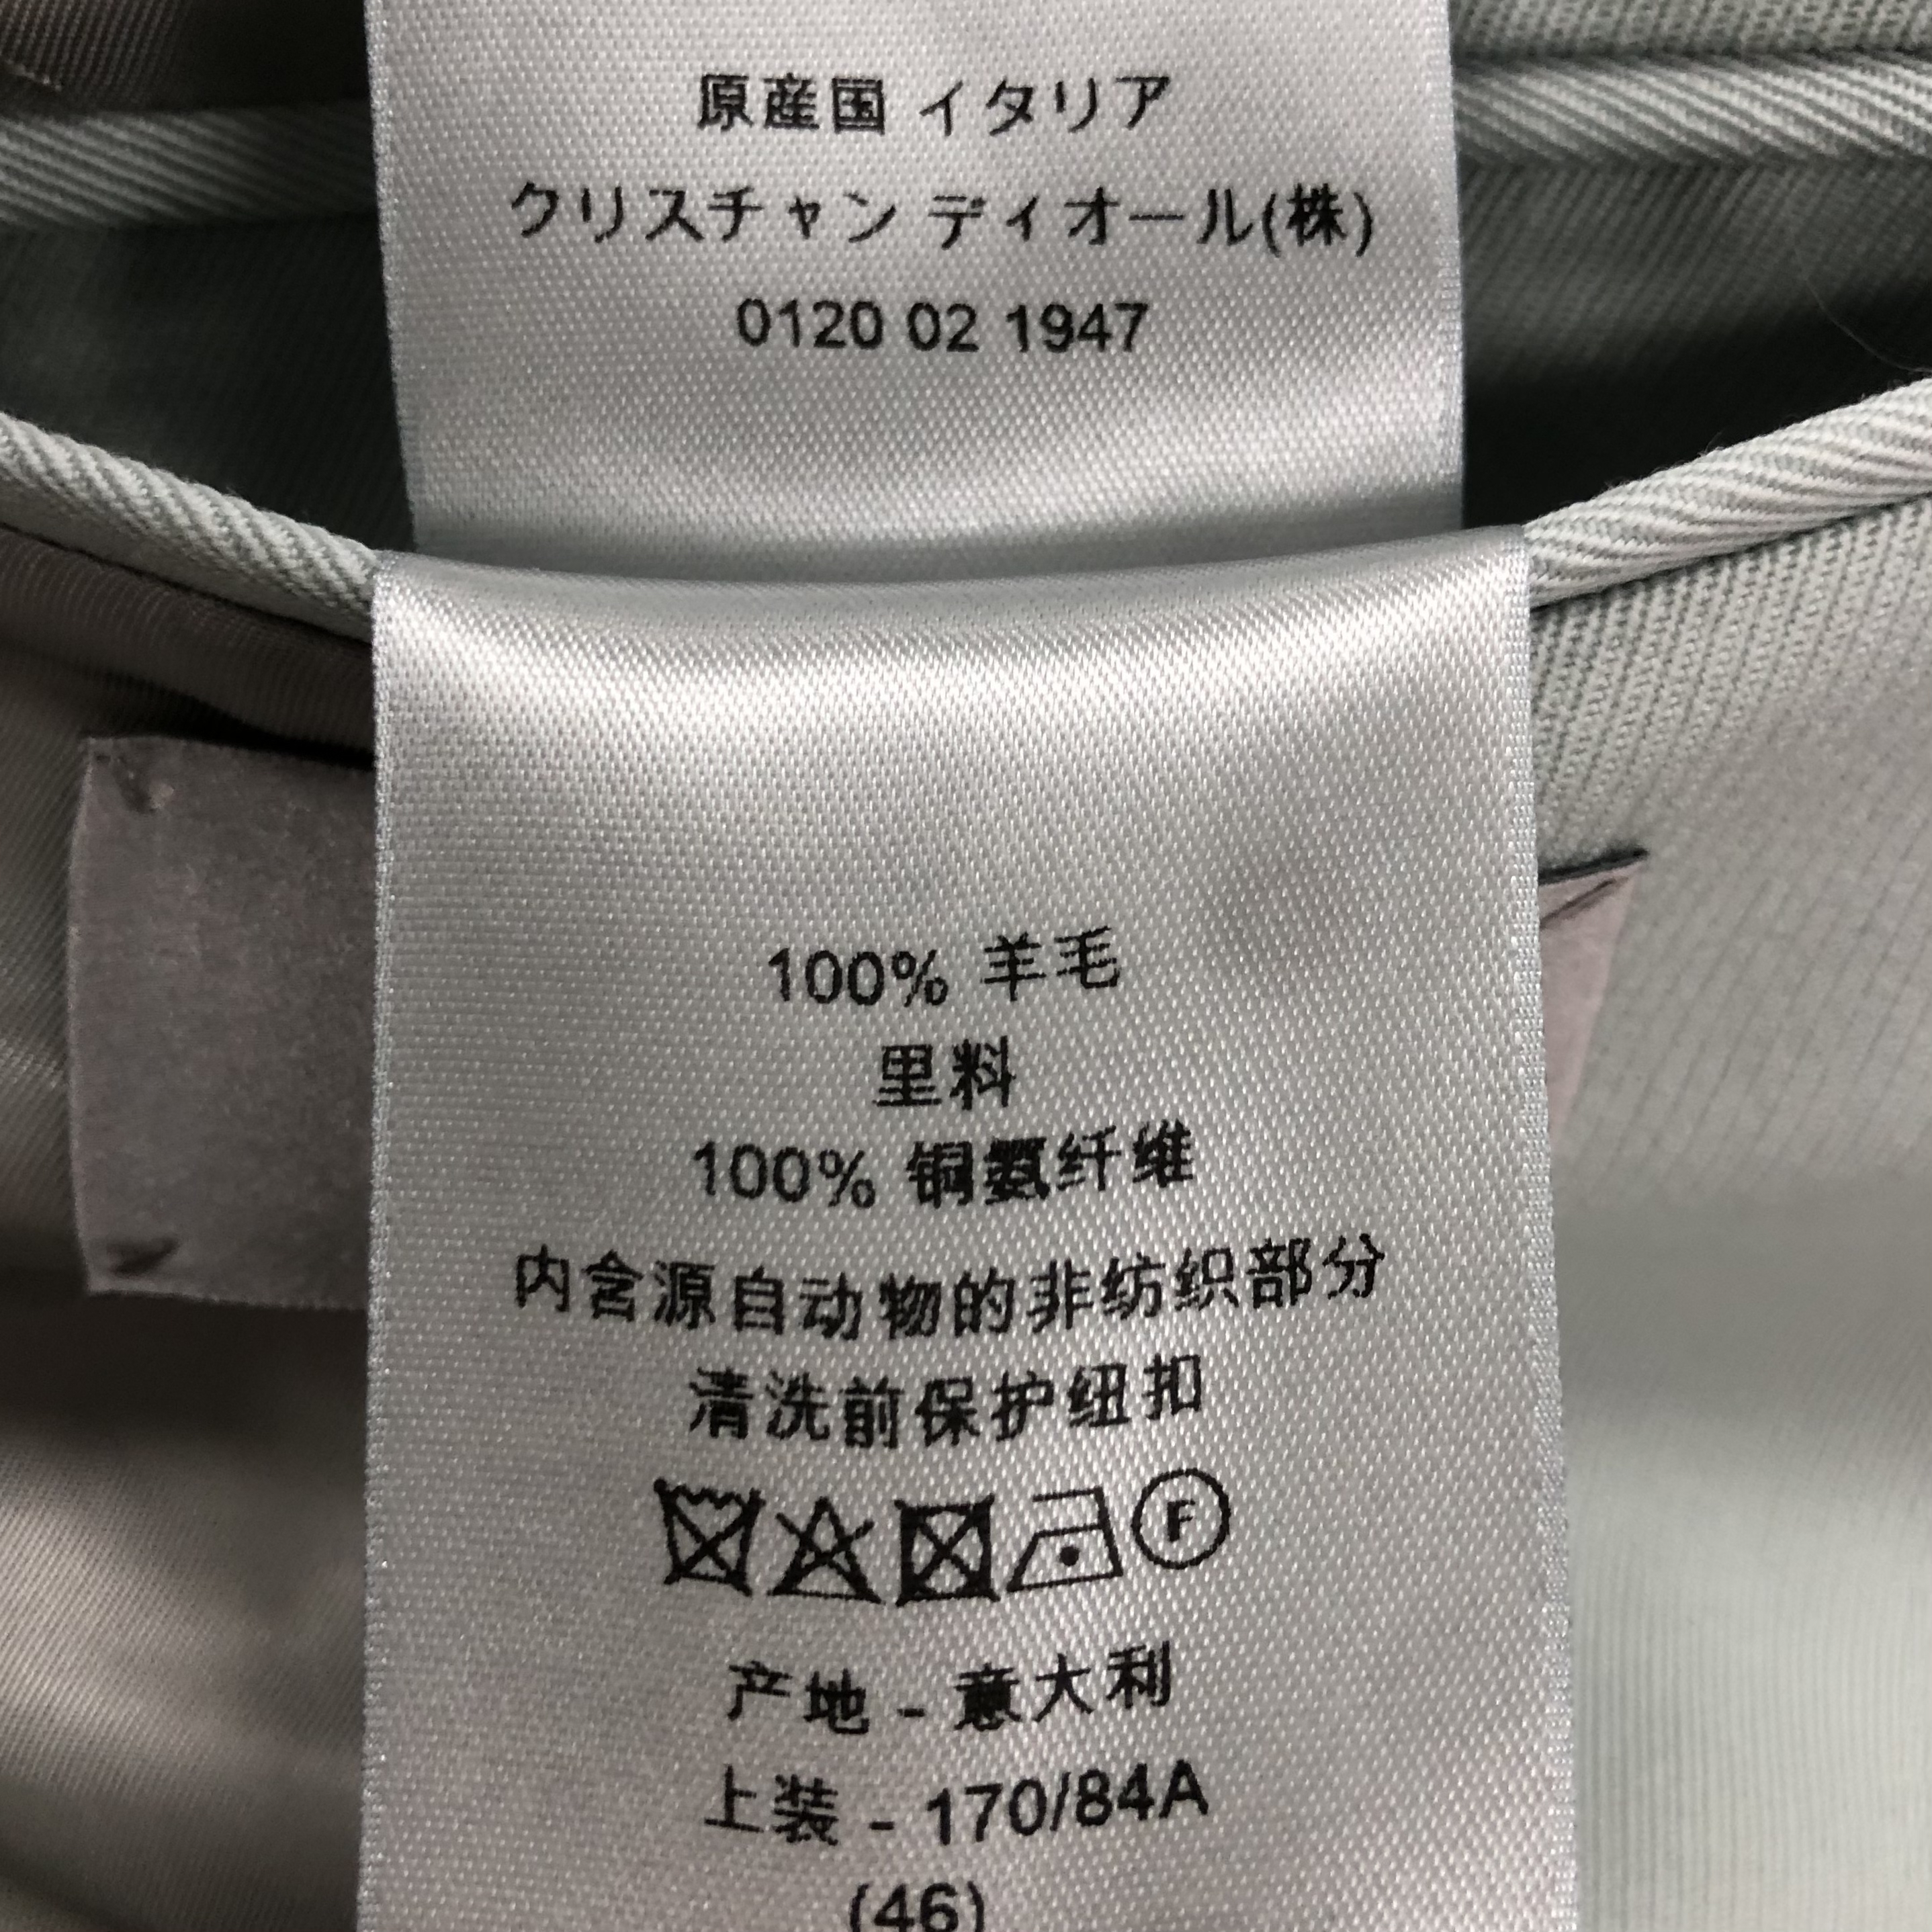 原産国 イタリア
クリスチャン ディオール(株)
0120 02 1947
100% 羊毛
里料
100% 铜氨纤维
内含源自动物的非纺织部分
清洗前保护纽扣
F
产地 - 意大利
上装 - 170/84A
(46)